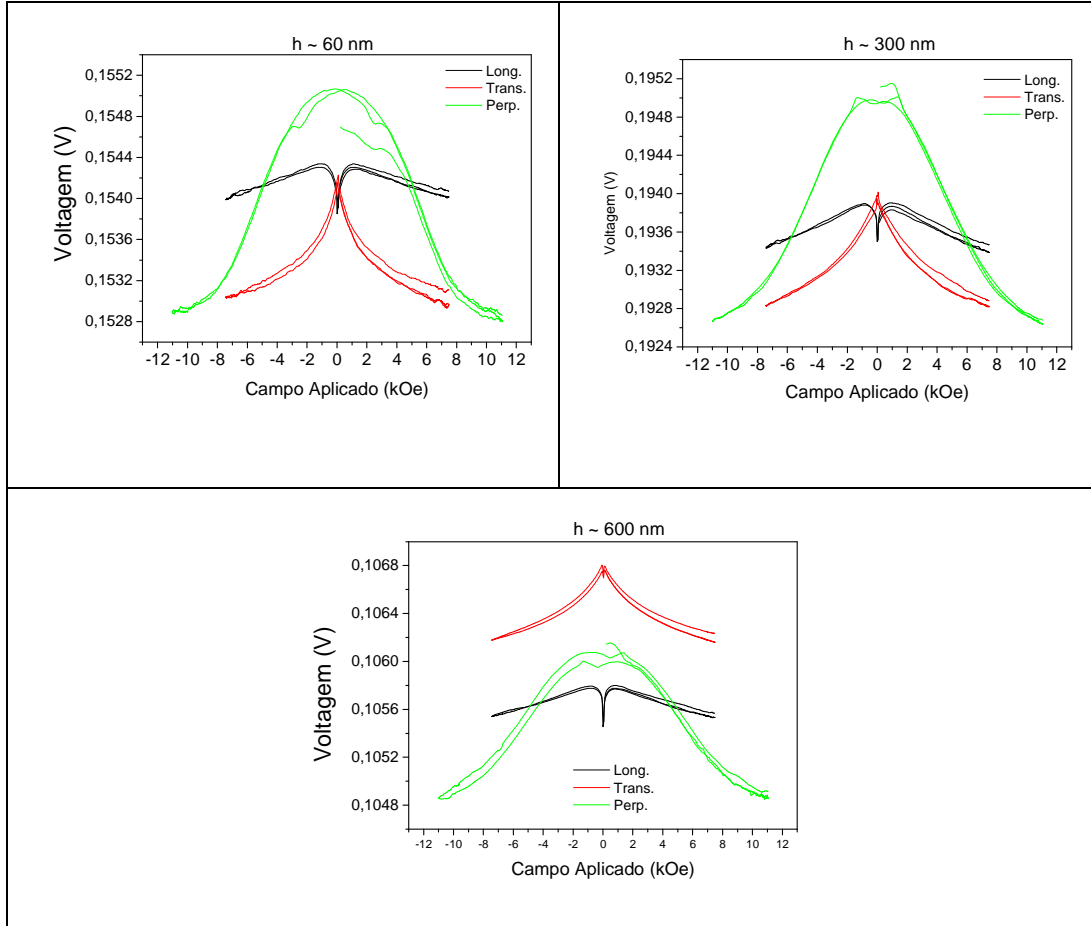 h ~ 60 nm
0,1552
0,1548
0,1544
0,1540
0,1536
0,1532
0,1528
Voltagem (V)
Long.
Trans.
Perp.
-12 -10 -8 -6 -4 -2 0 2 4 6 8 10 12
Campo Aplicado (kOe)
h ~ 300 nm
0,1952
0,1948
0,1944
0,1940
0,1936
0,1932
0,1928
0,1924
Voltagem (V)
Long.
Trans.
Perp.
-12 -10 -8 -6 -4 -2 0 2 4 6 8 10 12
Campo Aplicado (kOe)
h ~ 600 nm
0,1068
0,1064
0,1060
0,1056
0,1052
0,1048
Voltagem (V)
Long.
Trans.
Perp.
-12 -10 -8 -6 -4 -2 0 2 4 6 8 10 12
Campo Aplicado (kOe)